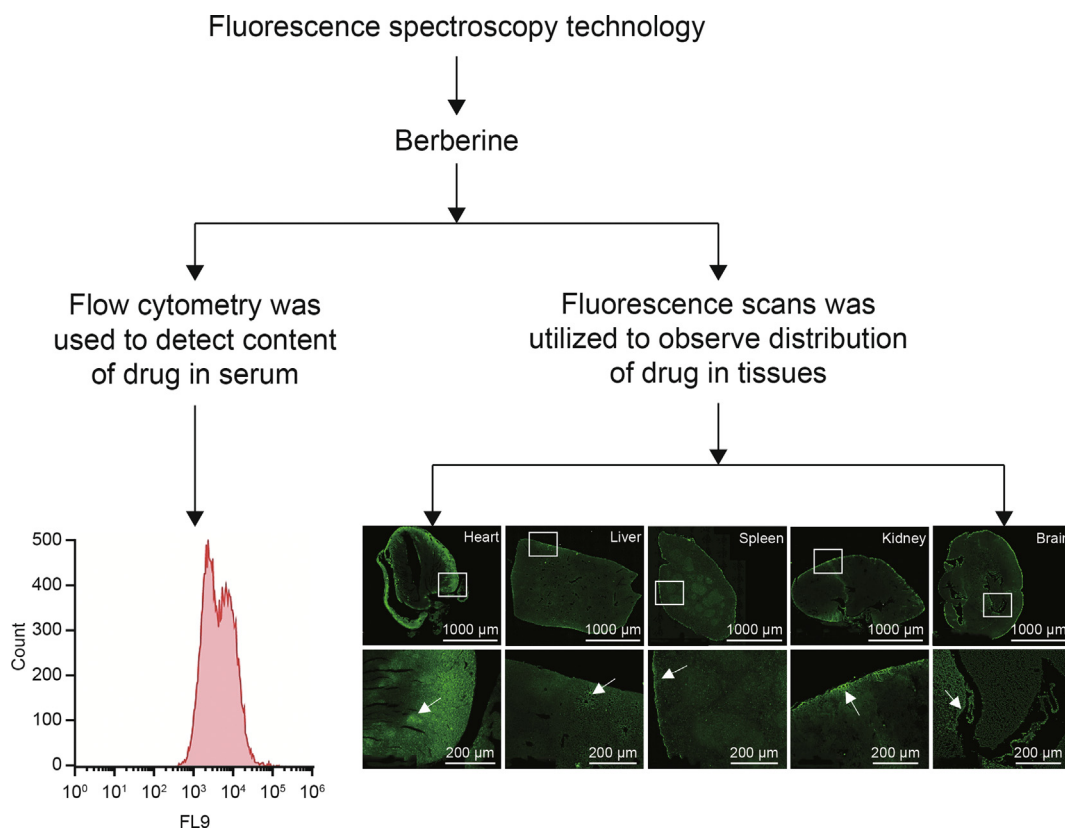 Fluorescence spectroscopy technology
Berberine
Flow cytometry was
used to detect content
of drug in serum
Fluorescence scans was
utilized to observe distribution
of drug in tissues
500
400
300
200
100
0
Count
10⁰ 10¹ 10² 10³ 10⁴ 10⁵ 10⁶
FL9
Heart Liver Spleen Kidney Brain
1000 µm 1000 µm 1000 µm 1000 µm 1000 µm
200 µm 200 µm 200 µm 200 µm 200 µm